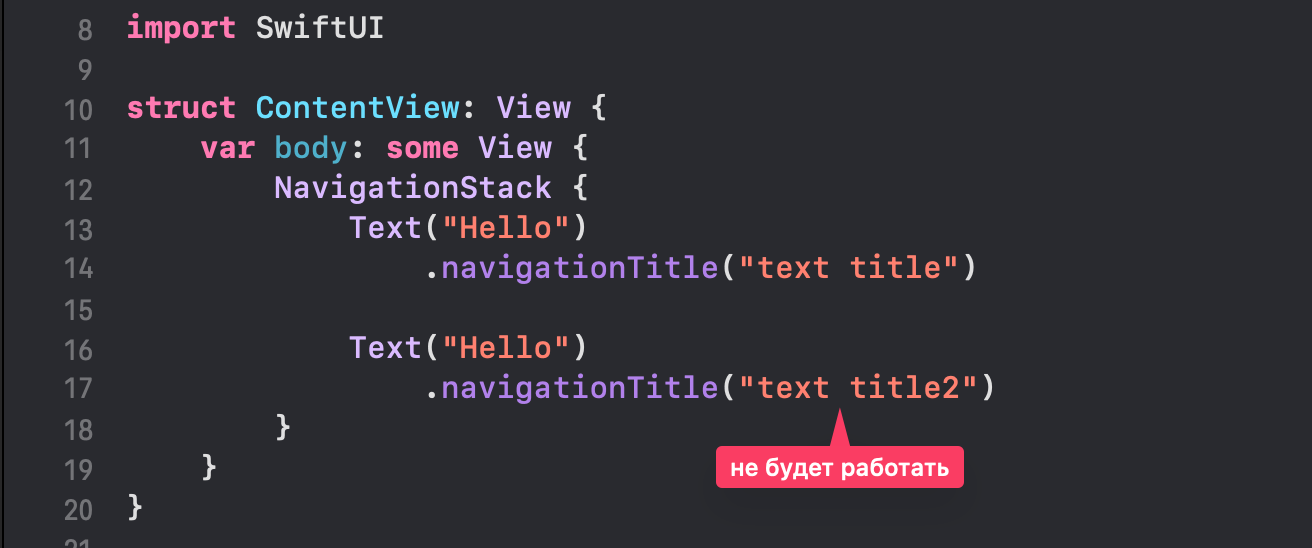 8 import SwiftUI
9
10 struct ContentView: View {
11 var body: some View {
12 NavigationStack {
13 Text("Hello")
14 .navigationTitle("text title")
15
16 Text("Hello")
17 .navigationTitle("text title2")
18 }
не будет работать
19 }
20 }
21